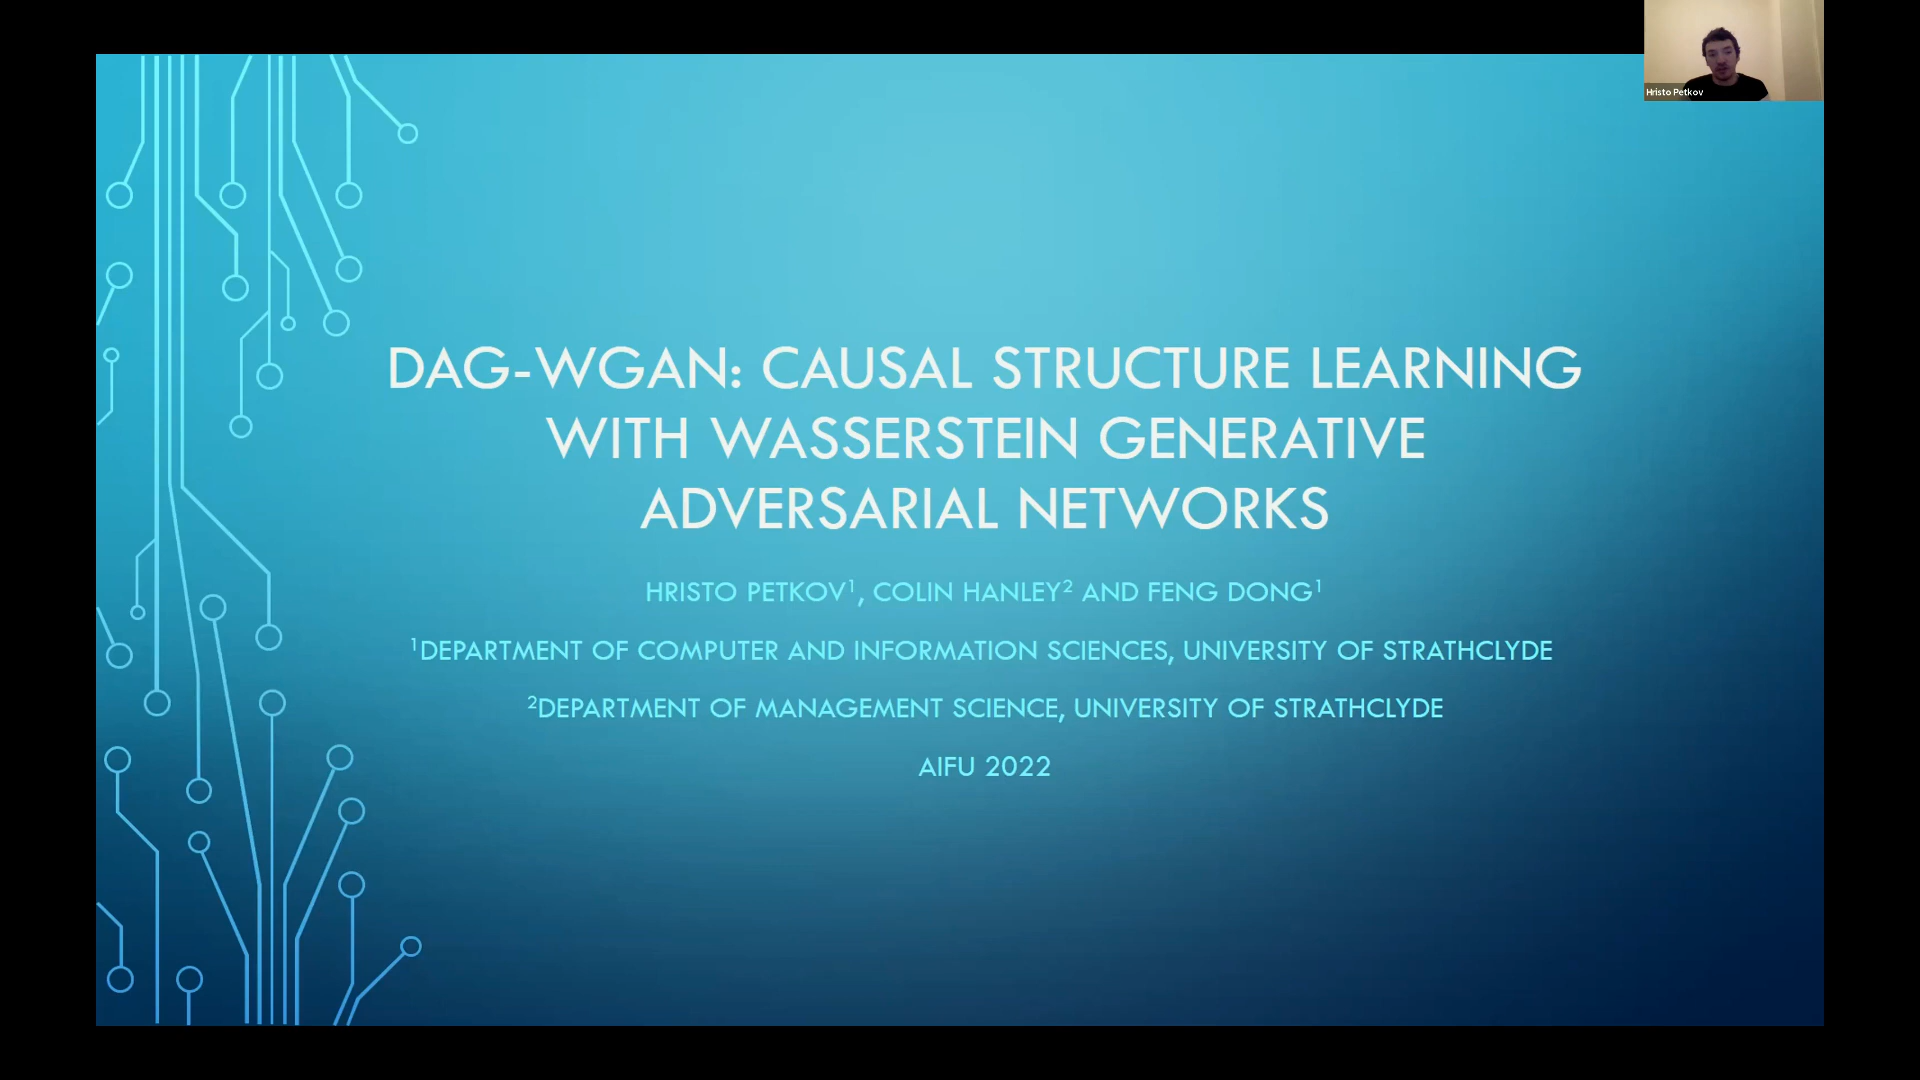 Hristo Petkov
DAG-WGAN: CAUSAL STRUCTURE LEARNING
WITH WASSERSTEIN GENERATIVE
ADVERSARIAL NETWORKS
HRISTO PETKOV¹, COLIN HANLEY² AND FENG DONG¹
¹DEPARTMENT OF COMPUTER AND INFORMATION SCIENCES, UNIVERSITY OF STRATHCLYDE
²DEPARTMENT OF MANAGEMENT SCIENCE, UNIVERSITY OF STRATHCLYDE
AIFU 2022